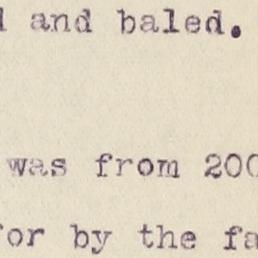 and baled.
was from 200
for by the fa